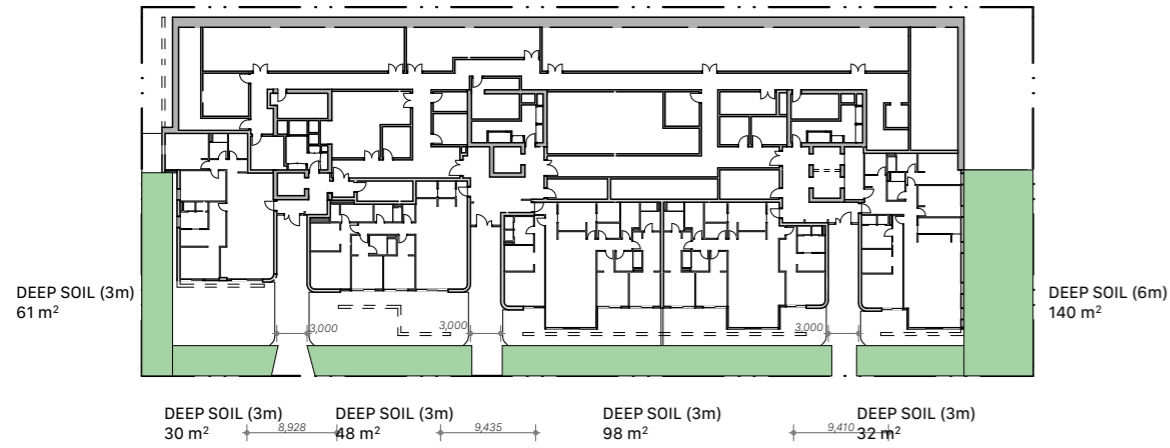 DEEP SOIL (3m)
61 m²
DEEP SOIL (6m)
140 m²
3,000
3,000
3,000
DEEP SOIL (3m)
30 m²
DEEP SOIL (3m)
48 m²
DEEP SOIL (3m)
98 m²
DEEP SOIL (3m)
32 m²
8,928
9,435
9,410